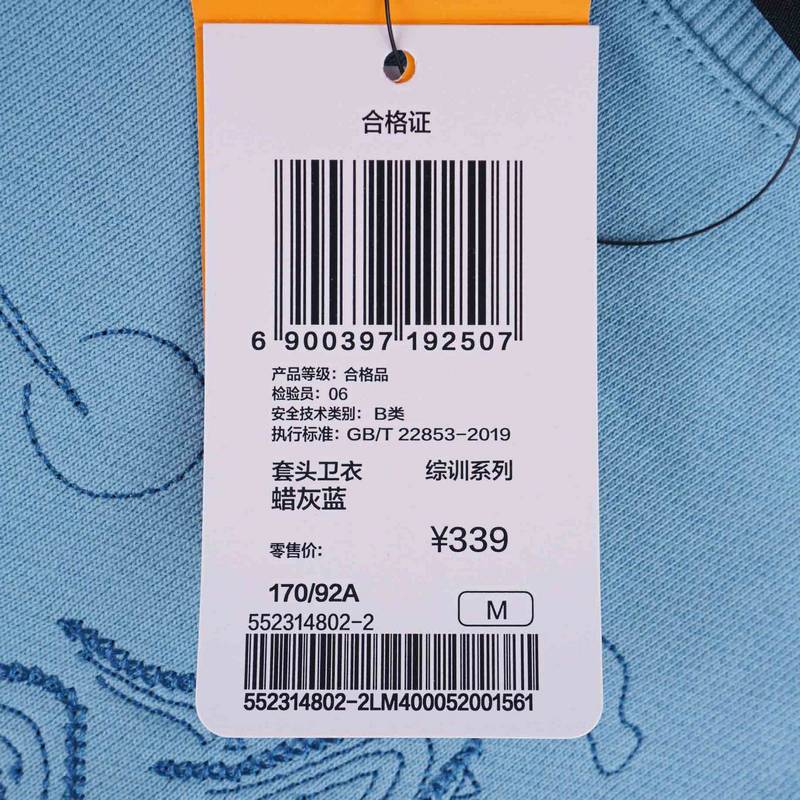 合格证
6 900397 192507
产品等级: 合格品
检验员: 06
安全技术类别: B类
执行标准: GB/T 22853-2019
套头卫衣 综训系列
蜡灰蓝
零售价: ¥339
170/92A
552314802-2 M
552314802-2LM400052001561